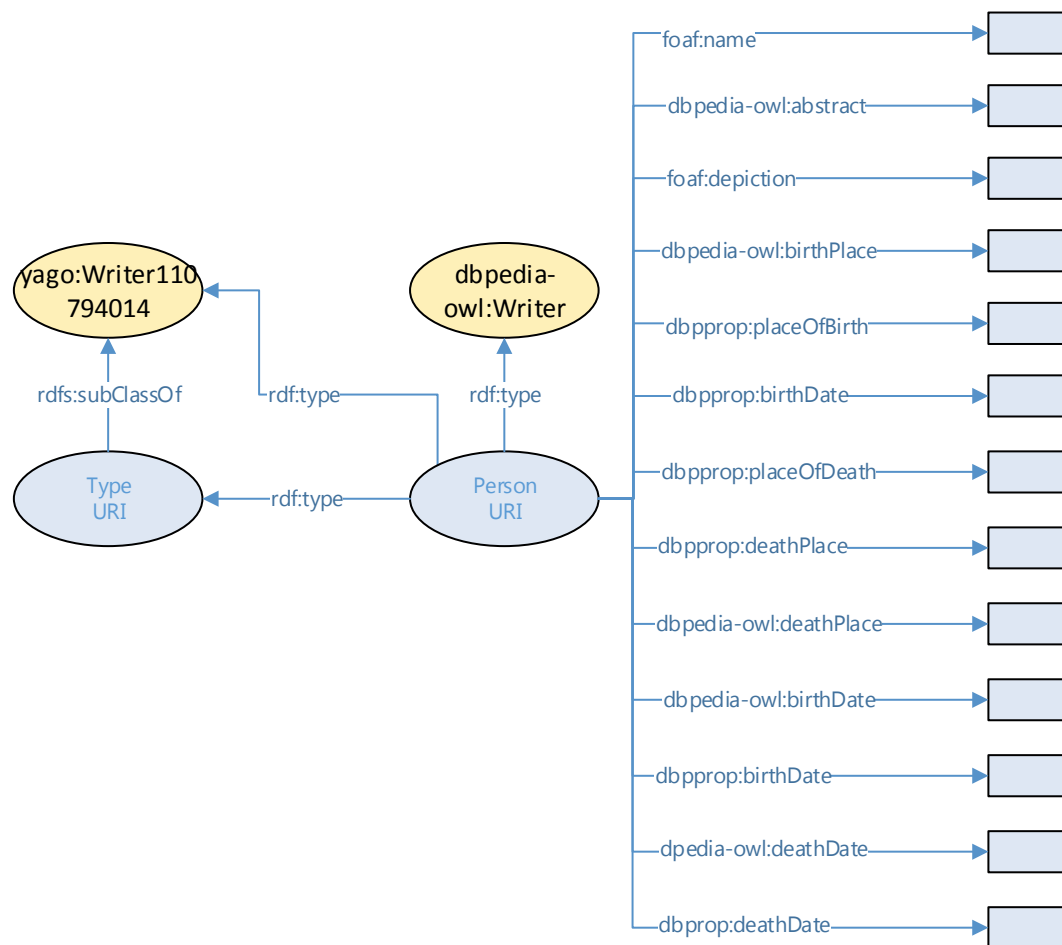 foaf:name
dbpedia-owl:abstract
foaf:depiction
dbpedia-owl:birthPlace
yago:Writer110
794014
dbpedia-
owl:Writer
dbpprop:placeOfBirth
rdfs:subClassOf
rdf:type
rdf:type
dbpprop:birthDate
dbpprop:placeOfDeath
Type
URI
rdf:type
Person
URI
dbpprop:deathPlace
dbpedia-owl:deathPlace
dbpedia-owl:birthDate
dbpprop:birthDate
dpedia-owl:deathDate
dbprop:deathDate